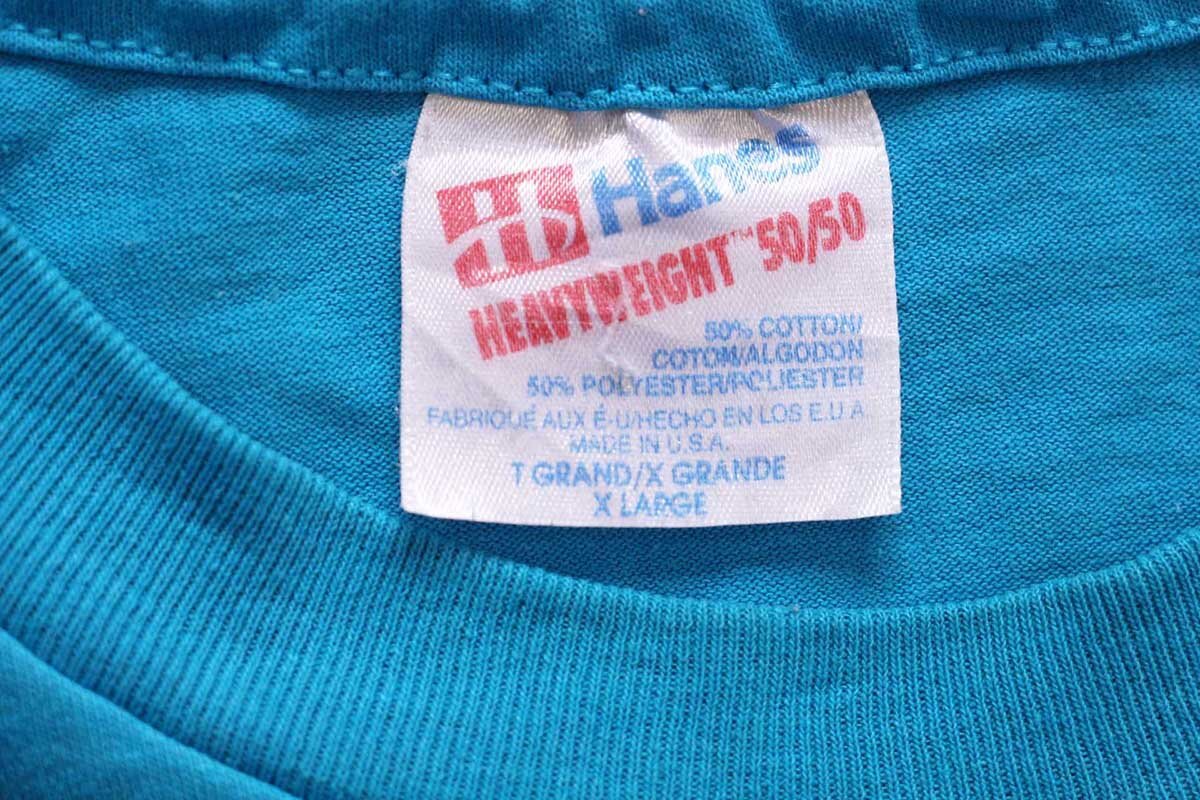 Hanes
HEAVYWEIGHT™ 50/50
50% COTTON/
COTON/ALGODON
50% POLYESTER/POLIESTER
FABRIQUÉ AUX É-U/HECHO EN LOS E.U.A
MADE IN U.S.A.
T GRAND/X GRANDE
X LARGE